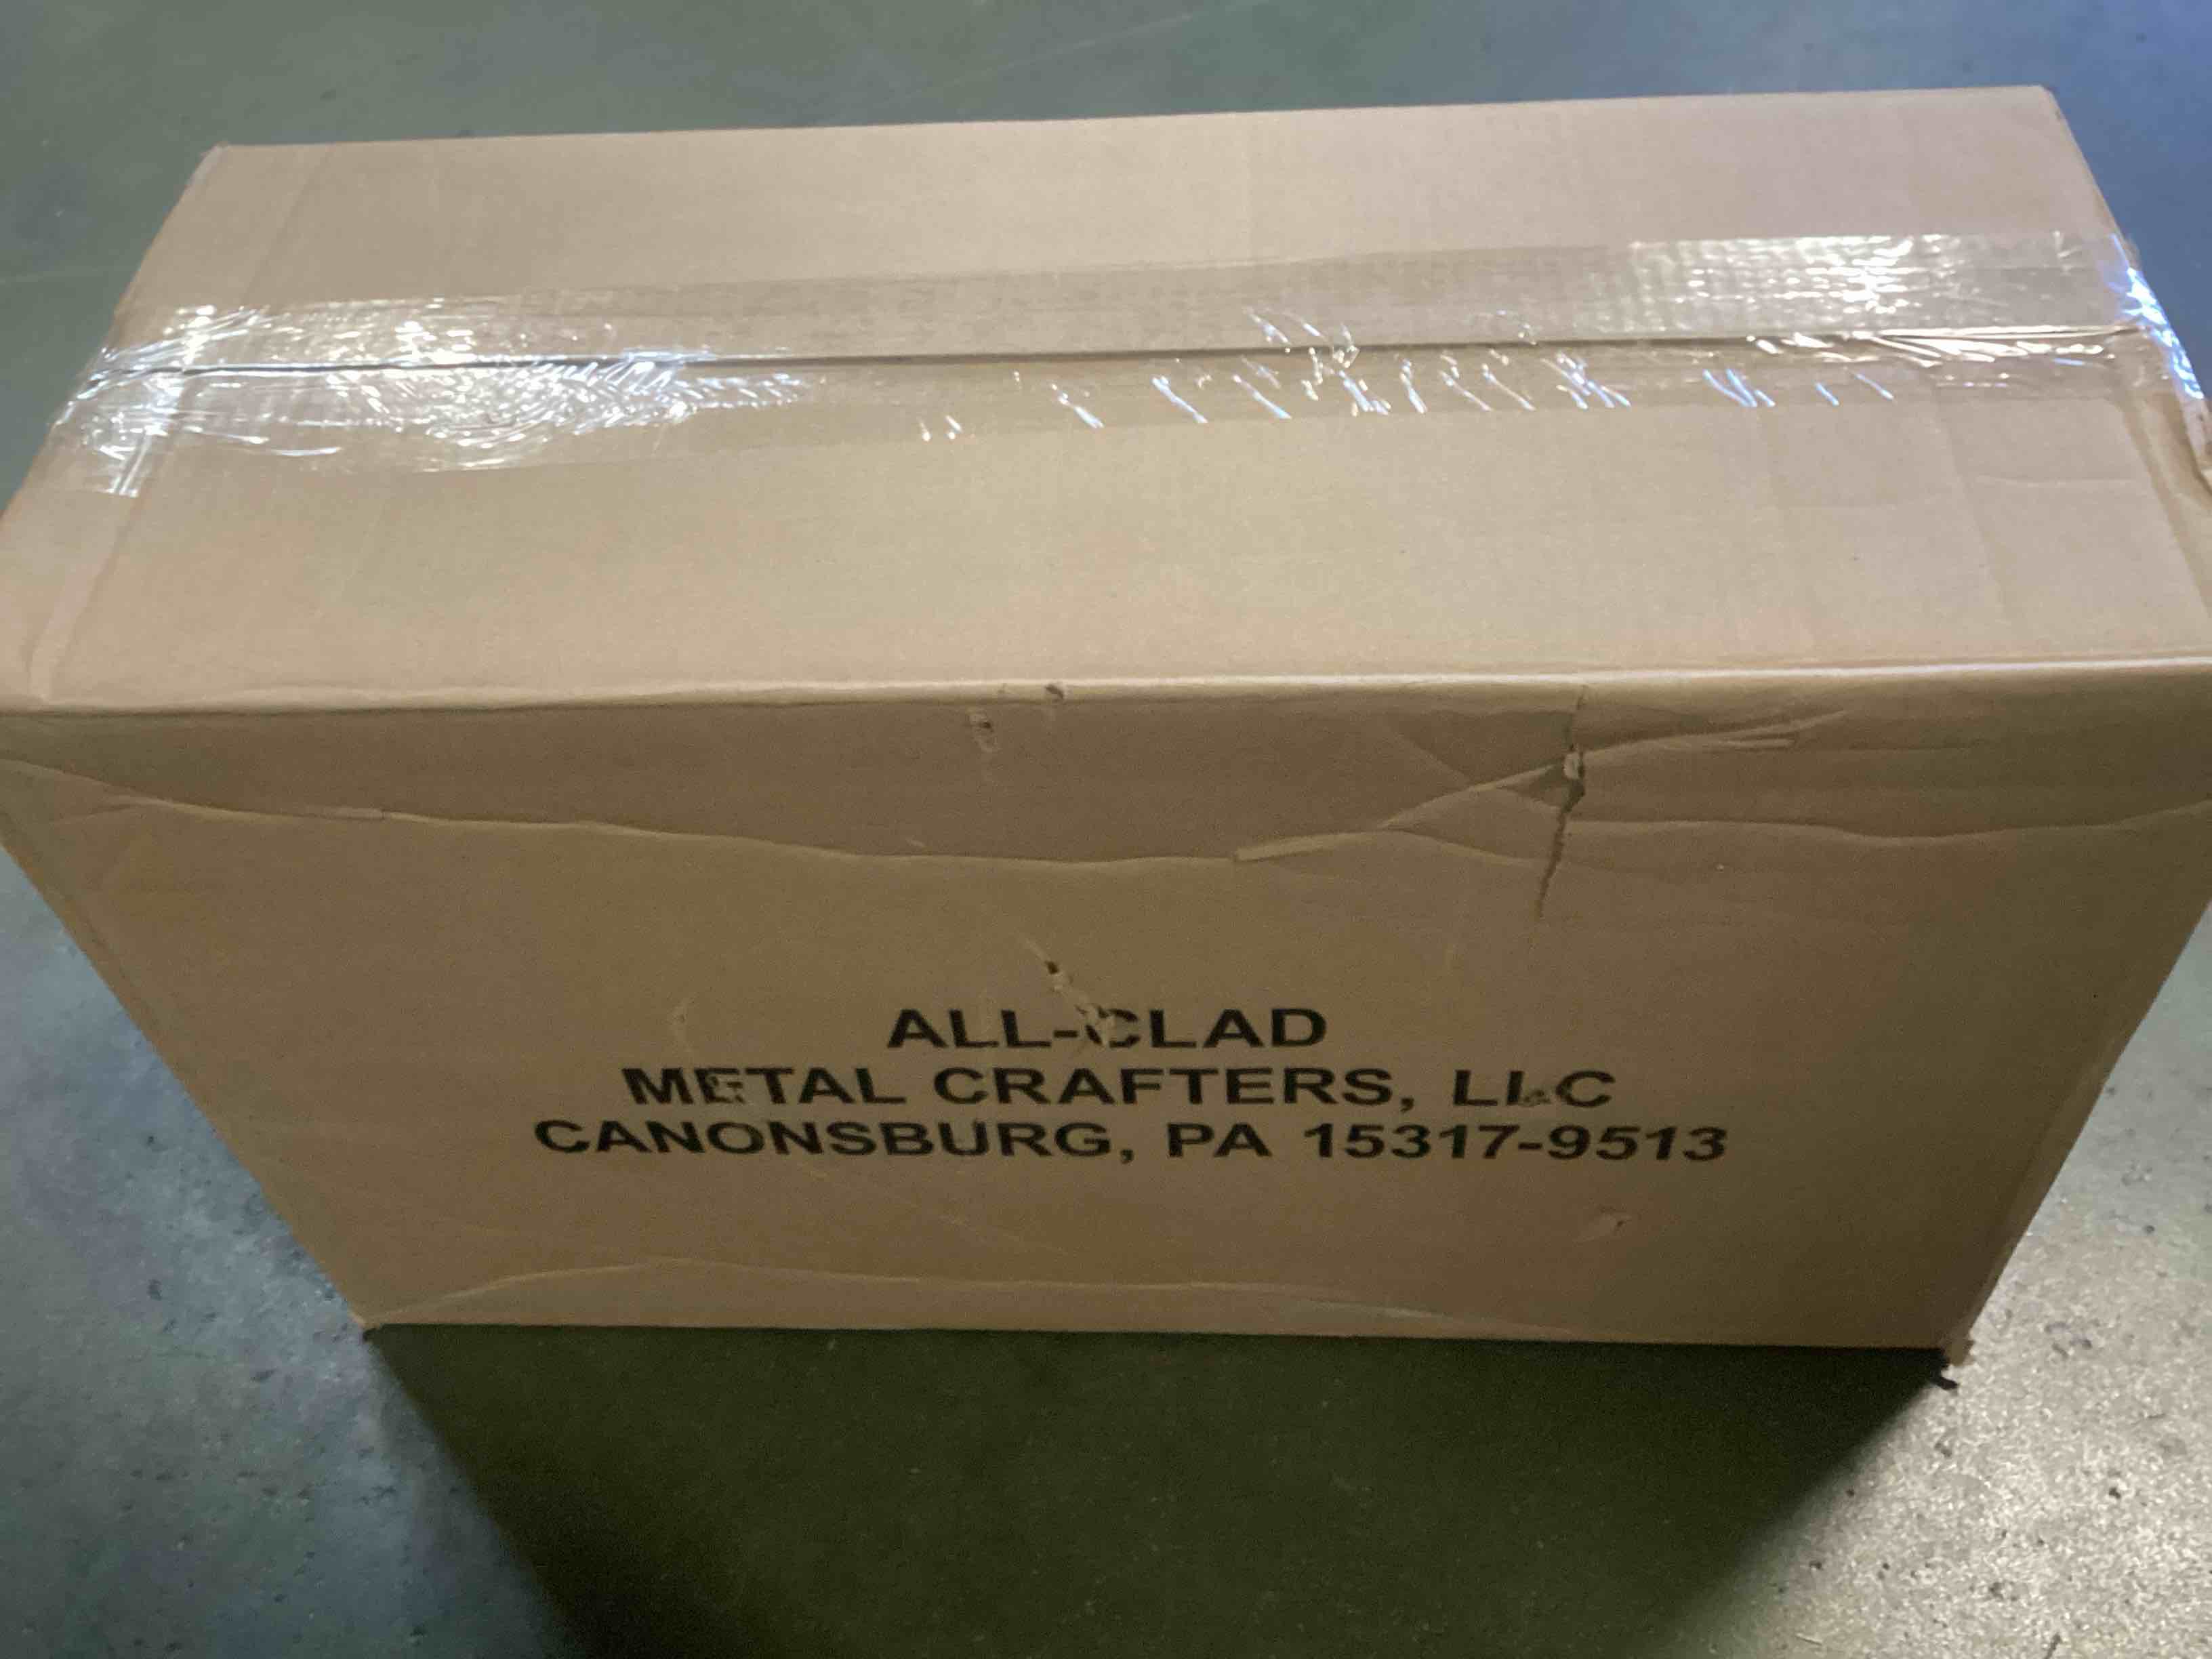 ALL-CLAD
METAL CRAFTERS, LLC
CANONSBURG, PA 15317-9513